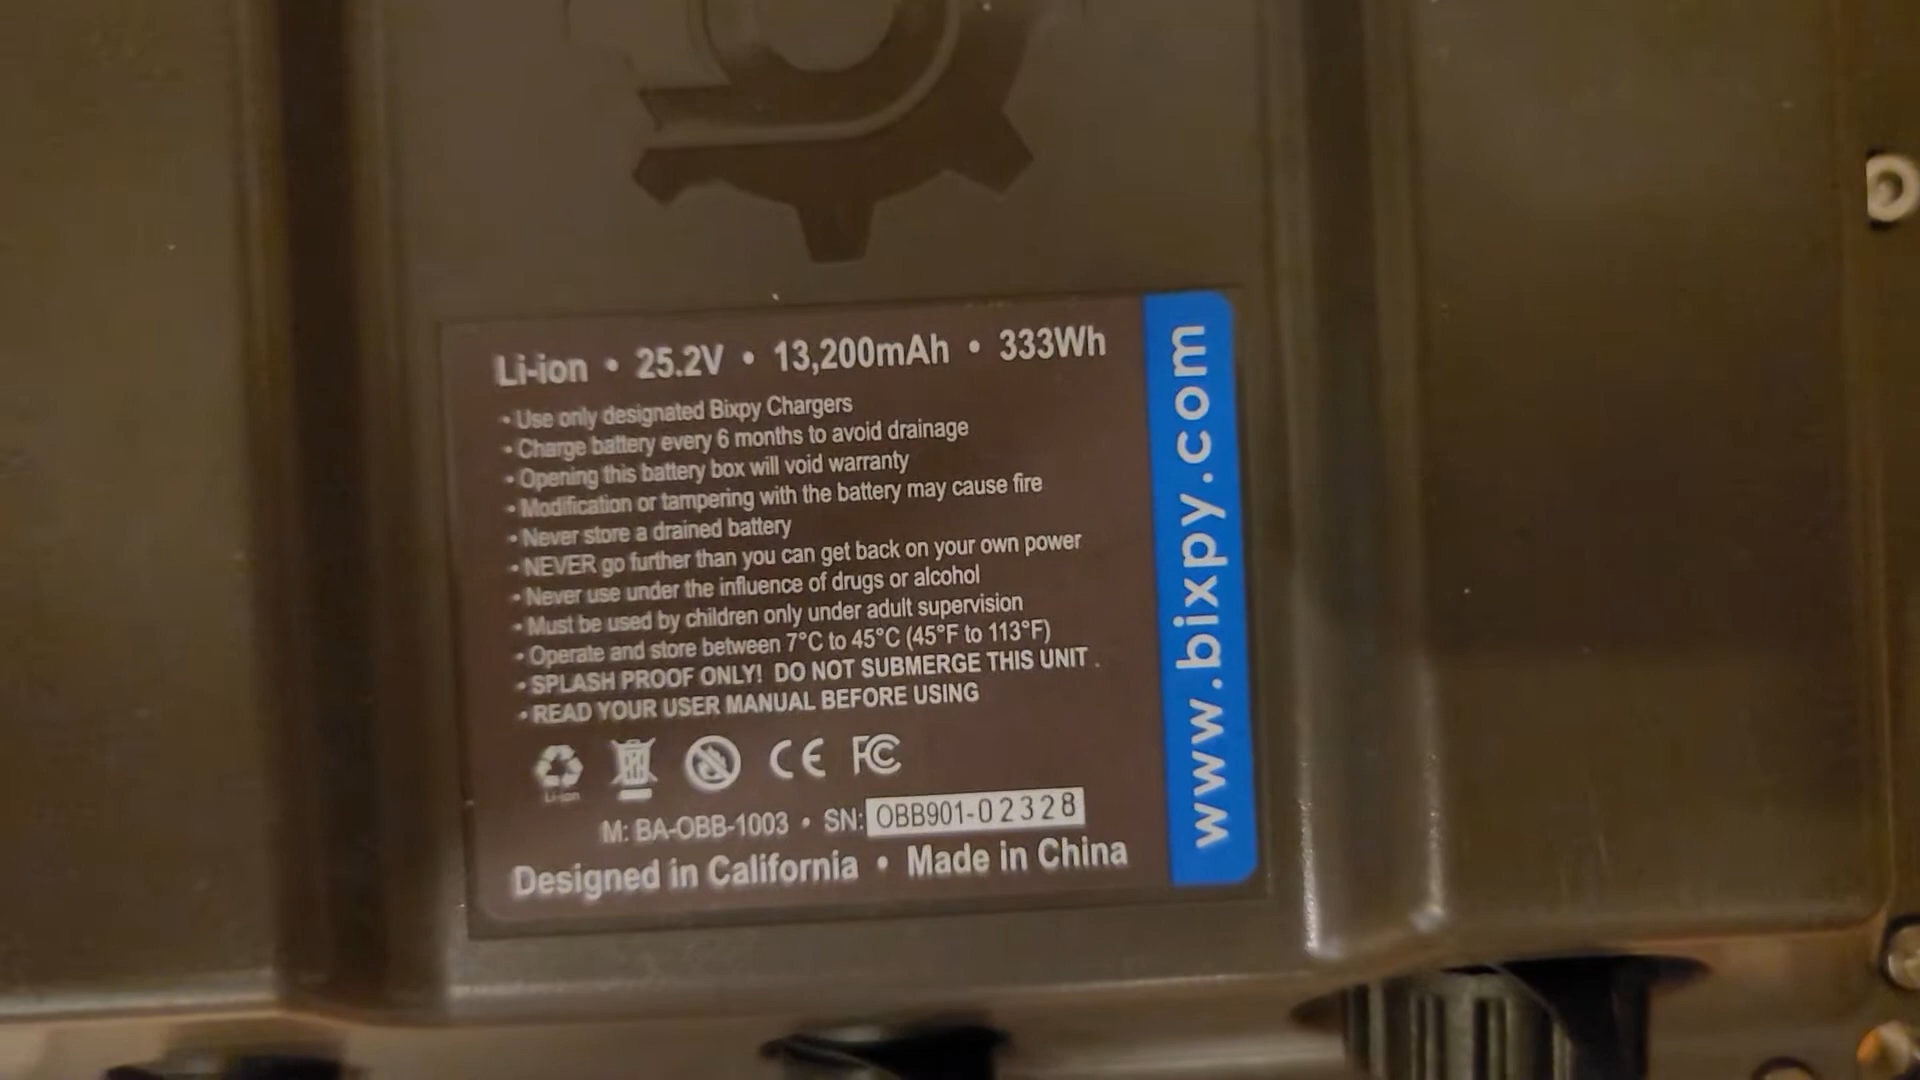 Li-ion • 25.2V • 13,200mAh • 333Wh
• Use only designated Bixpy Chargers
• Charge battery every 6 months to avoid drainage
• Opening this battery box will void warranty
• Modification or tampering with the battery may cause fire
• Never store a drained battery
• NEVER go further than you can get back on your own power
• Never use under the influence of drugs or alcohol
• Must be used by children only under adult supervision
• Operate and store between 7°C to 45°C (45°F to 113°F)
• SPLASH PROOF ONLY! DO NOT SUBMERGE THIS UNIT .
• READ YOUR USER MANUAL BEFORE USING
Li-ion
CE FC
M: BA-OBB-1003 • SN: OBB901-02328
Designed in California • Made in China
www.bixpy.com